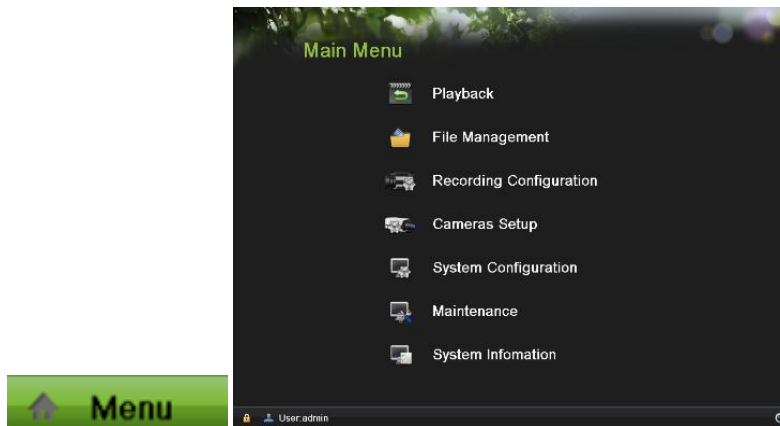 Main Menu
Playback
File Management
Recording Configuration
Cameras Setup
System Configuration
Maintenance
System Infomation
Menu
User:admin